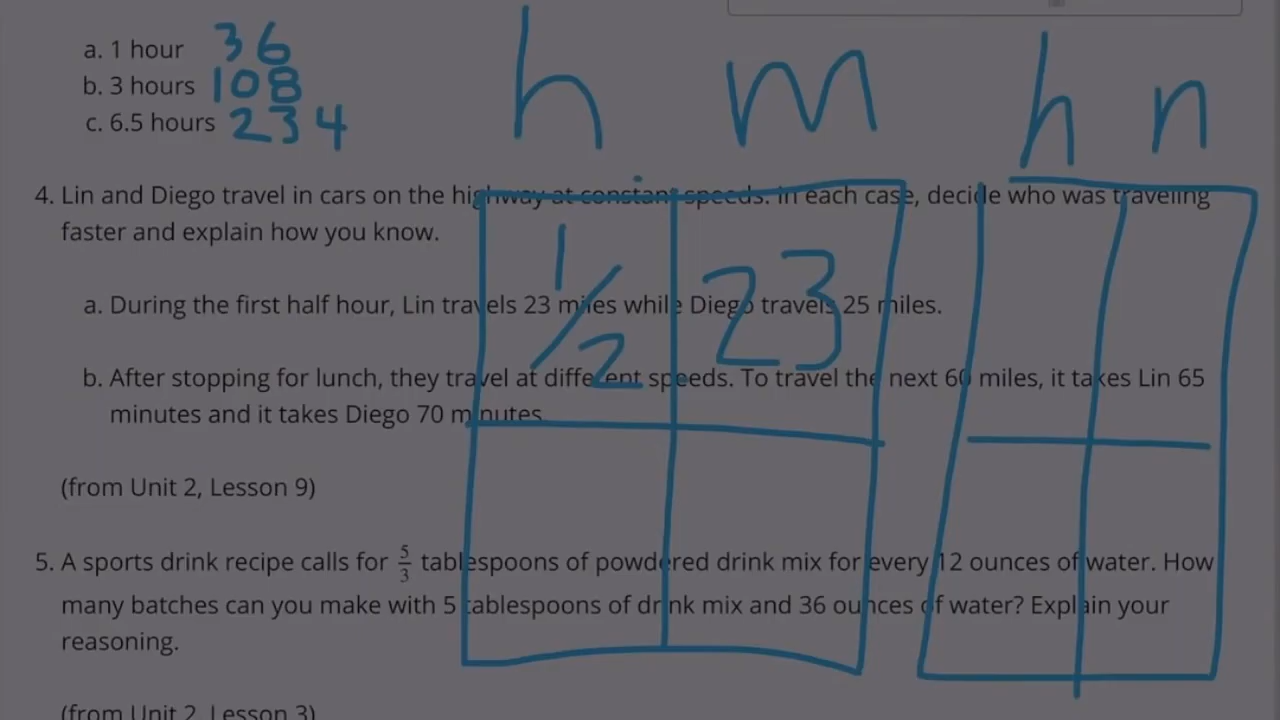 a. 1 hour 36
b. 3 hours 108
c. 6.5 hours 234
h m h n
4. Lin and Diego travel in cars on the highway at constant speeds. In each case, decide who was traveling
faster and explain how you know.
1/2 23
a. During the first half hour, Lin travels 23 miles while Diego travels 25 miles.
b. After stopping for lunch, they travel at different speeds. To travel the next 60 miles, it takes Lin 65
minutes and it takes Diego 70 minutes.
(from Unit 2, Lesson 9)
5. A sports drink recipe calls for 5/3 tablespoons of powdered drink mix for every 12 ounces of water. How
many batches can you make with 5 tablespoons of drink mix and 36 ounces of water? Explain your
reasoning.
(from Unit 2, Lesson 3)